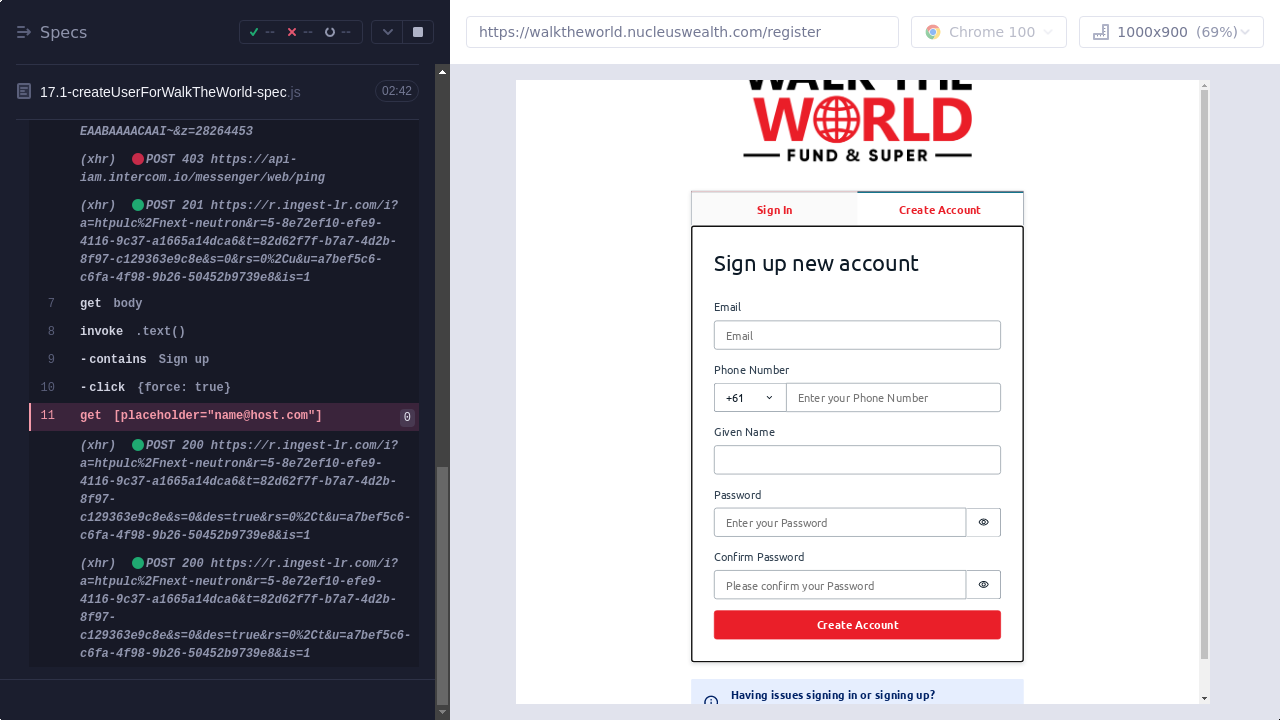 Specs
--
--
--
https://walktheworld.nucleuswealth.com/register
Chrome 100
1000x900 (69%)
17.1-createUserForWalkTheWorld-spec.js
02:42
EAABAAAACAAI~&z=28264453
(xhr) POST 403 https://api-
iam.intercom.io/messenger/web/ping
(xhr) POST 201 https://r.ingest-lr.com/i?
a=htpulc%2Fnext-neutron&r=5-8e72ef10-efe9-
4116-9c37-a1665a14dca6&t=82d62f7f-b7a7-4d2b-
8f97-c129363e9c8e&s=0&rs=0%2Cu&u=a7bef5c6-
c6fa-4f98-9b26-50452b9739e8&is=1
7 get body
8 invoke .text()
9 -contains Sign up
10 -click {force: true}
11 get [placeholder="name@host.com"] 0
(xhr) POST 200 https://r.ingest-lr.com/i?
a=htpulc%2Fnext-neutron&r=5-8e72ef10-efe9-
4116-9c37-a1665a14dca6&t=82d62f7f-b7a7-4d2b-
8f97-
c129363e9c8e&s=0&des=true&rs=0%2Ct&u=a7bef5c6-
c6fa-4f98-9b26-50452b9739e8&is=1
(xhr) POST 200 https://r.ingest-lr.com/i?
a=htpulc%2Fnext-neutron&r=5-8e72ef10-efe9-
4116-9c37-a1665a14dca6&t=82d62f7f-b7a7-4d2b-
8f97-
c129363e9c8e&s=0&des=true&rs=0%2Ct&u=a7bef5c6-
c6fa-4f98-9b26-50452b9739e8&is=1
WALK THE
WORLD
FUND & SUPER
Sign In
Create Account
Sign up new account
Email
Email
Phone Number
+61
Enter your Phone Number
Given Name
Password
Enter your Password
Confirm Password
Please confirm your Password
Create Account
Having issues signing in or signing up?